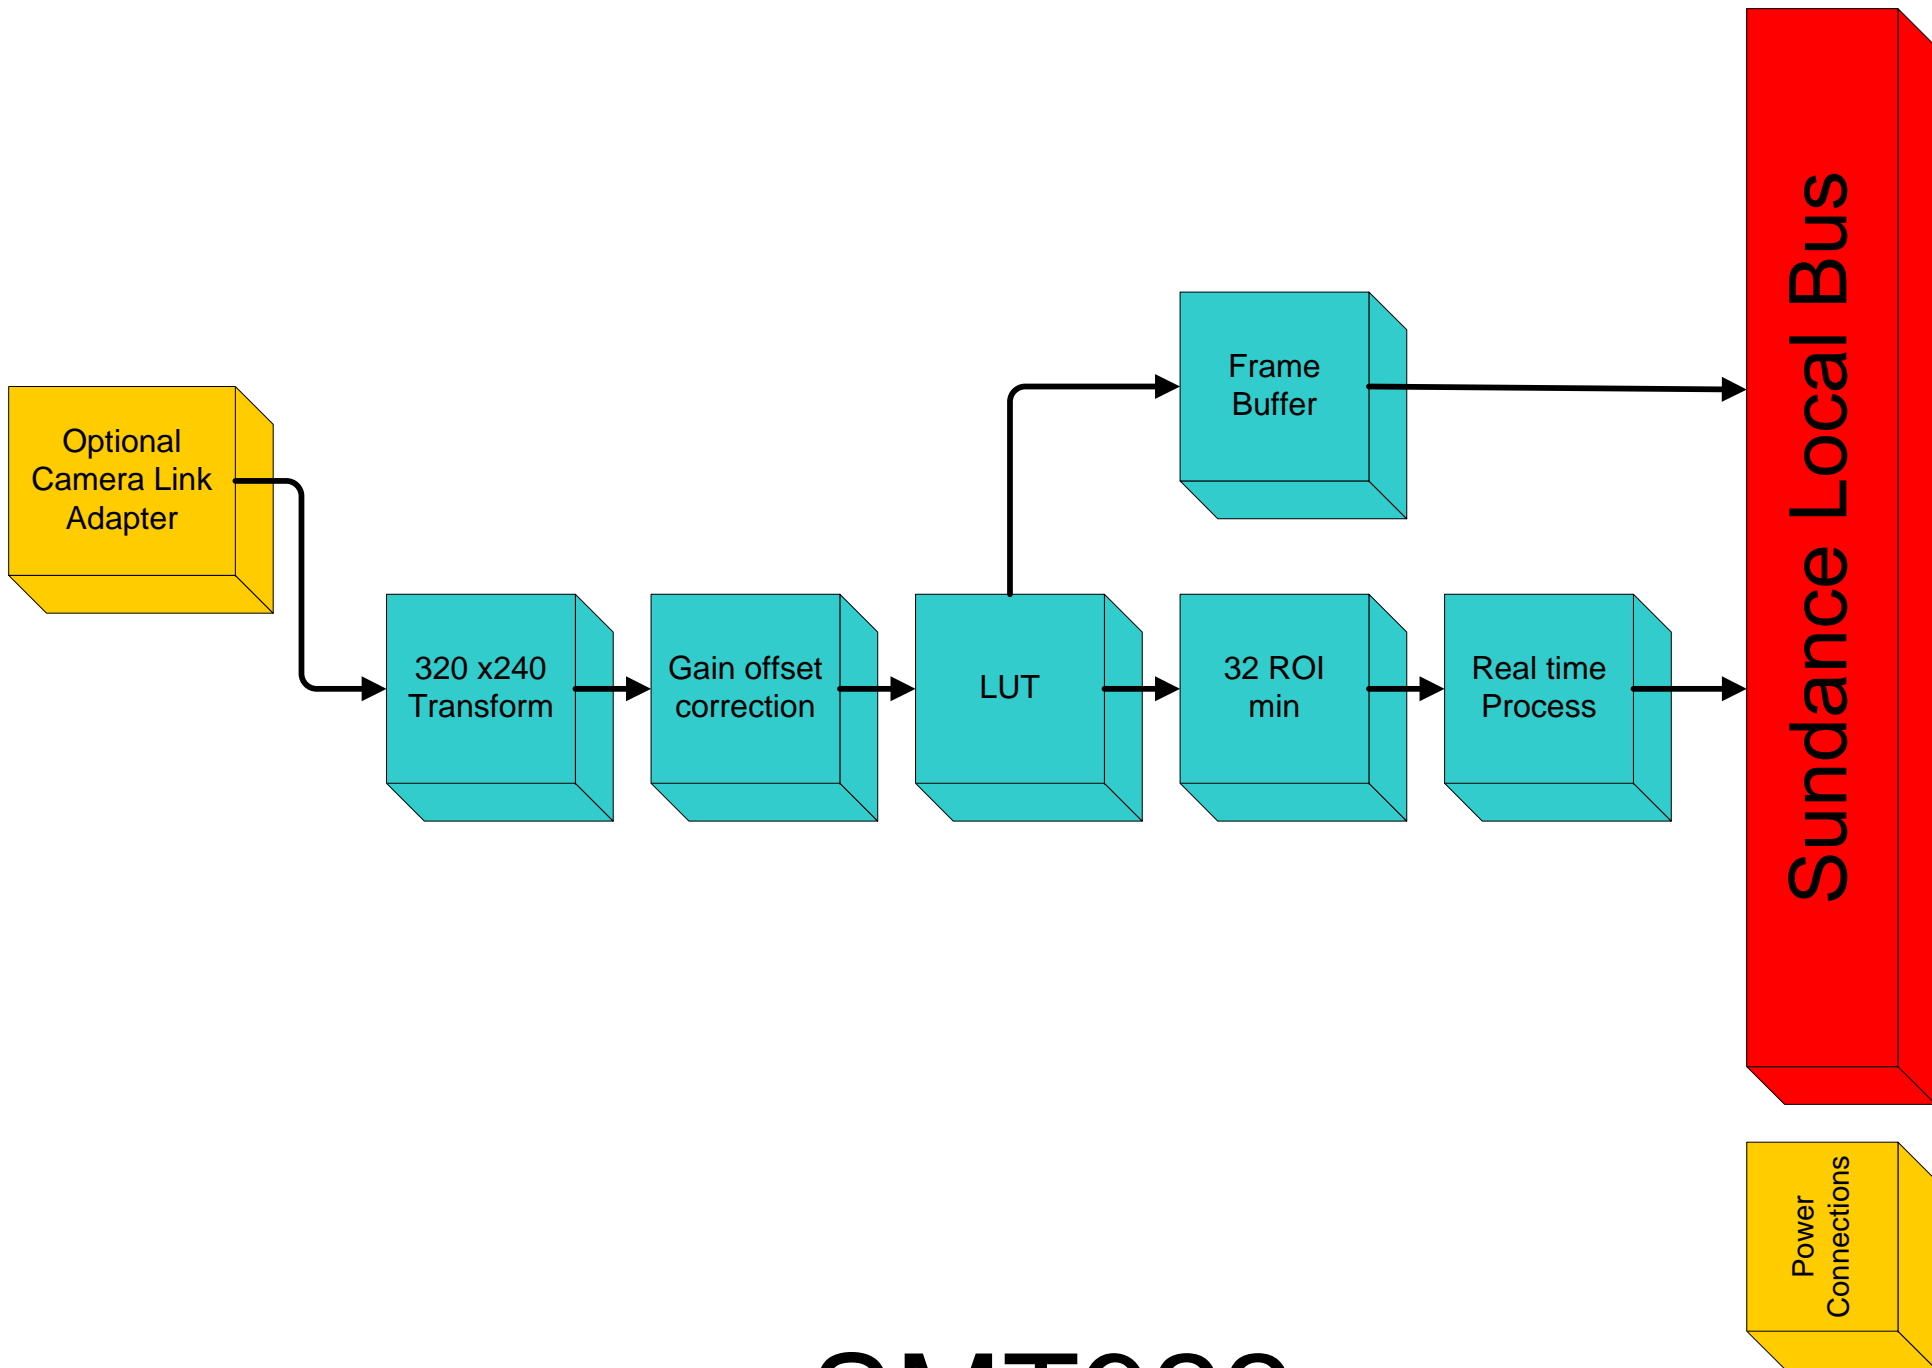 Optional
Camera Link
Adapter
320 x240
Transform
Gain offset
correction
LUT
Frame
Buffer
32 ROI
min
Real time
Process
Sundance Local Bus
Power
Connections